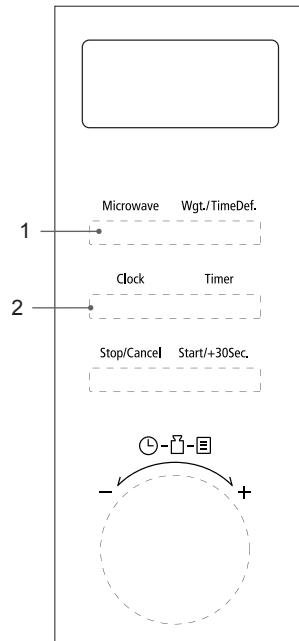 Microwave Wgt./TimeDef.
1
Clock Timer
2
Stop/Cancel Start/+30Sec.
- +